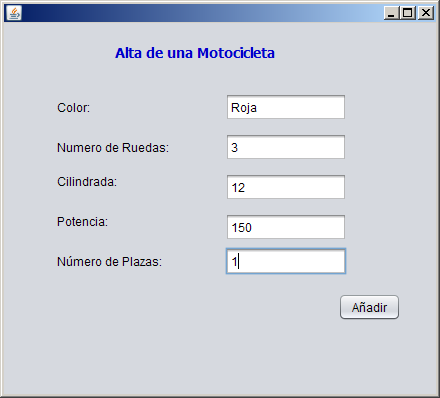 Alta de una Motocicleta
Color: Roja
Numero de Ruedas: 3
Cilindrada: 12
Potencia: 150
Número de Plazas: 1
Añadir